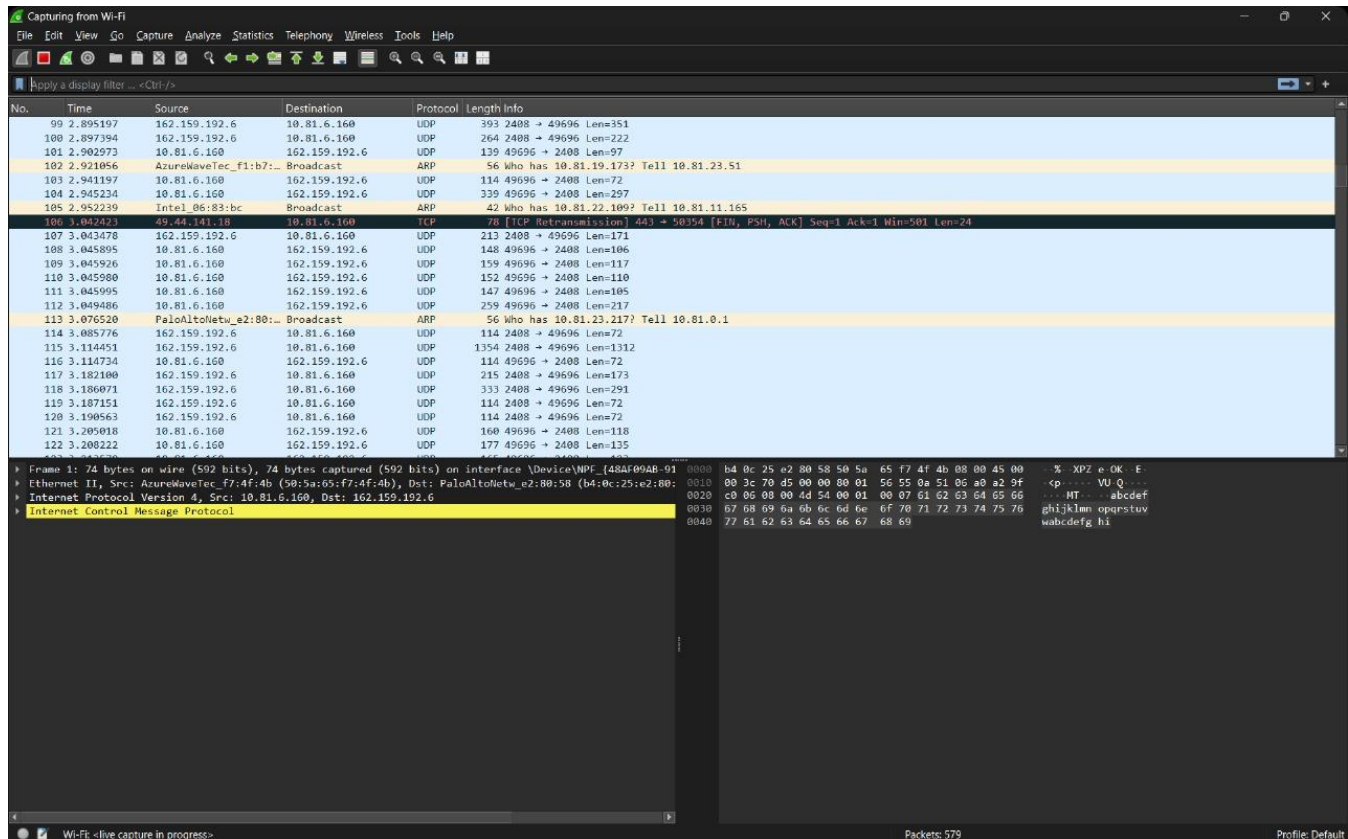 Capturing from Wi-Fi
File Edit View Go Capture Analyze Statistics Telephony Wireless Tools Help
Apply a display filter ... <Ctrl-/>
No. Time Source Destination Protocol Length Info
99 2.895197 162.159.192.6 10.81.6.160 UDP 393 2408 → 49696 Len=351
100 2.897394 162.159.192.6 10.81.6.160 UDP 264 2408 → 49696 Len=222
101 2.902973 10.81.6.160 162.159.192.6 UDP 139 49696 → 2408 Len=97
102 2.921056 AzureWaveTec_f1:b7:… Broadcast ARP 56 Who has 10.81.19.173? Tell 10.81.23.51
103 2.941197 10.81.6.160 162.159.192.6 UDP 114 49696 → 2408 Len=72
104 2.945234 10.81.6.160 162.159.192.6 UDP 339 49696 → 2408 Len=297
105 2.952239 Intel_06:83:bc Broadcast ARP 42 Who has 10.81.22.109? Tell 10.81.11.165
106 3.042423 49.44.141.18 10.81.6.160 TCP 78 [TCP Retransmission] 443 → 50354 [FIN, PSH, ACK] Seq=1 Ack=1 Win=501 Len=24
107 3.043478 162.159.192.6 10.81.6.160 UDP 213 2408 → 49696 Len=171
108 3.045895 10.81.6.160 162.159.192.6 UDP 148 49696 → 2408 Len=106
109 3.045926 10.81.6.160 162.159.192.6 UDP 159 49696 → 2408 Len=117
110 3.045980 10.81.6.160 162.159.192.6 UDP 152 49696 → 2408 Len=110
111 3.045995 10.81.6.160 162.159.192.6 UDP 147 49696 → 2408 Len=105
112 3.049486 10.81.6.160 162.159.192.6 UDP 259 49696 → 2408 Len=217
113 3.076520 PaloAltoNetw_e2:80:… Broadcast ARP 56 Who has 10.81.23.217? Tell 10.81.0.1
114 3.085776 162.159.192.6 10.81.6.160 UDP 114 2408 → 49696 Len=72
115 3.114451 162.159.192.6 10.81.6.160 UDP 1354 2408 → 49696 Len=1312
116 3.114734 10.81.6.160 162.159.192.6 UDP 114 49696 → 2408 Len=72
117 3.182100 162.159.192.6 10.81.6.160 UDP 215 2408 → 49696 Len=173
118 3.186071 162.159.192.6 10.81.6.160 UDP 333 2408 → 49696 Len=291
119 3.187151 162.159.192.6 10.81.6.160 UDP 114 2408 → 49696 Len=72
120 3.190563 162.159.192.6 10.81.6.160 UDP 114 2408 → 49696 Len=72
121 3.205018 10.81.6.160 162.159.192.6 UDP 160 49696 → 2408 Len=118
122 3.208222 10.81.6.160 162.159.192.6 UDP 177 49696 → 2408 Len=135
Frame 1: 74 bytes on wire (592 bits), 74 bytes captured (592 bits) on interface \Device\NPF_{48AF09AB-91
Ethernet II, Src: AzureWaveTec_f7:4f:4b (50:5a:65:f7:4f:4b), Dst: PaloAltoNetw_e2:80:58 (b4:0c:25:e2:80:
Internet Protocol Version 4, Src: 10.81.6.160, Dst: 162.159.192.6
Internet Control Message Protocol
0000 b4 0c 25 e2 80 58 50 5a 65 f7 4f 4b 08 00 45 00 ··%··XPZ e·OK··E·
0010 00 3c 70 d5 00 00 80 01 56 55 0a 51 06 a0 a2 9f ·<p····· VU·Q····
0020 c0 06 08 00 4d 54 00 01 00 07 61 62 63 64 65 66 ····MT·· ··abcdef
0030 67 68 69 6a 6b 6c 6d 6e 6f 70 71 72 73 74 75 76 ghijklmn opqrstuv
0040 77 61 62 63 64 65 66 67 68 69 wabcdefg hi
Wi-Fi: <live capture in progress> Packets: 579 Profile: Default